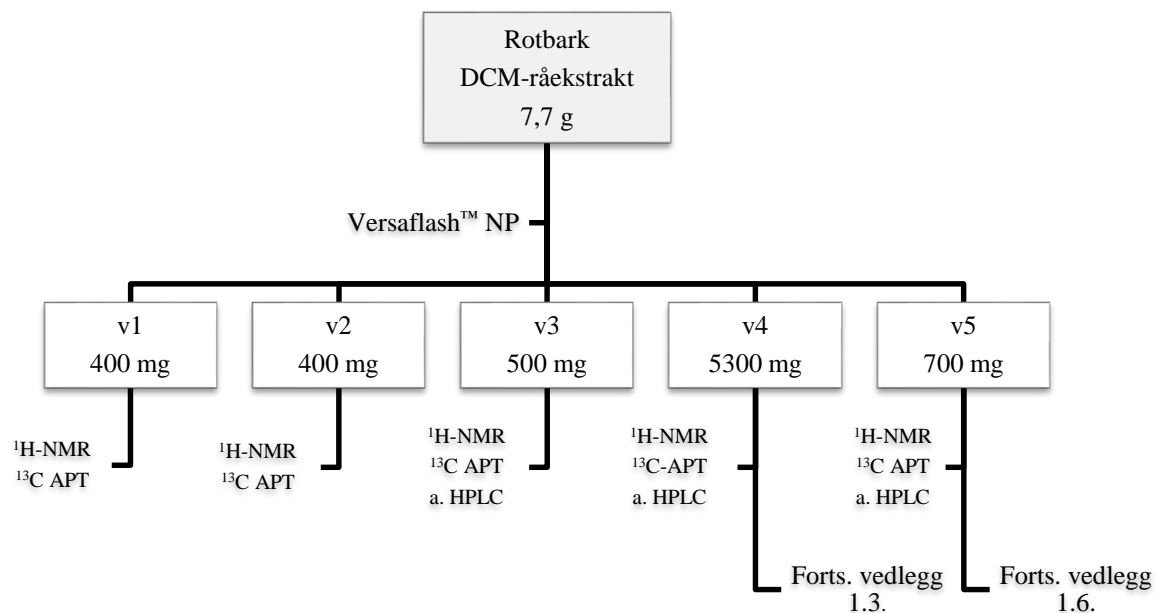 Rotbark
DCM-råekstrakt
7,7 g
Versaflash™ NP
v1
400 mg
v2
400 mg
v3
500 mg
v4
5300 mg
v5
700 mg
¹H-NMR
¹³C APT
¹H-NMR
¹³C APT
¹H-NMR
¹³C APT
a. HPLC
¹H-NMR
¹³C-APT
a. HPLC
¹H-NMR
¹³C APT
a. HPLC
Forts. vedlegg
1.3.
Forts. vedlegg
1.6.